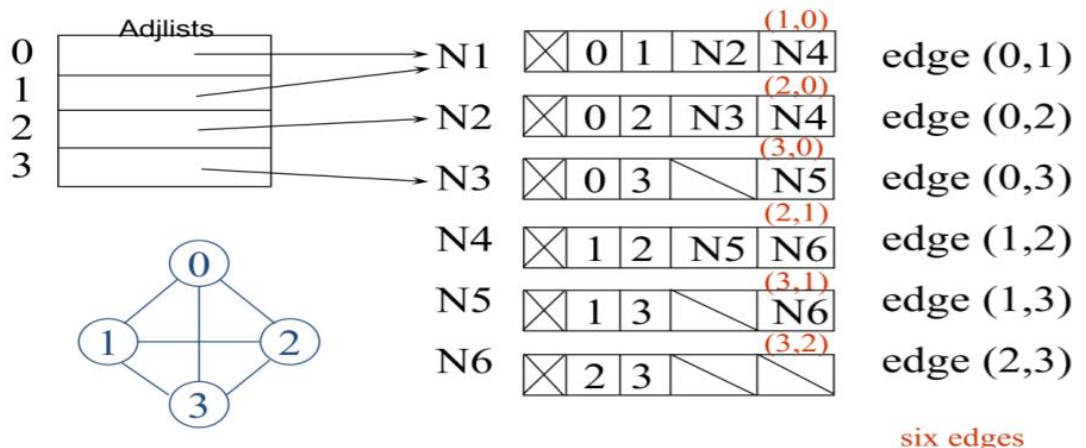 Adjlists
0
1
2
3
(1,0)
N1 0 1 N2 N4 edge (0,1)
(2,0)
N2 0 2 N3 N4 edge (0,2)
(3,0)
N3 0 3 N5 edge (0,3)
(2,1)
N4 1 2 N5 N6 edge (1,2)
(3,1)
N5 1 3 N6 edge (1,3)
(3,2)
N6 2 3 edge (2,3)
0
1 2
3
six edges